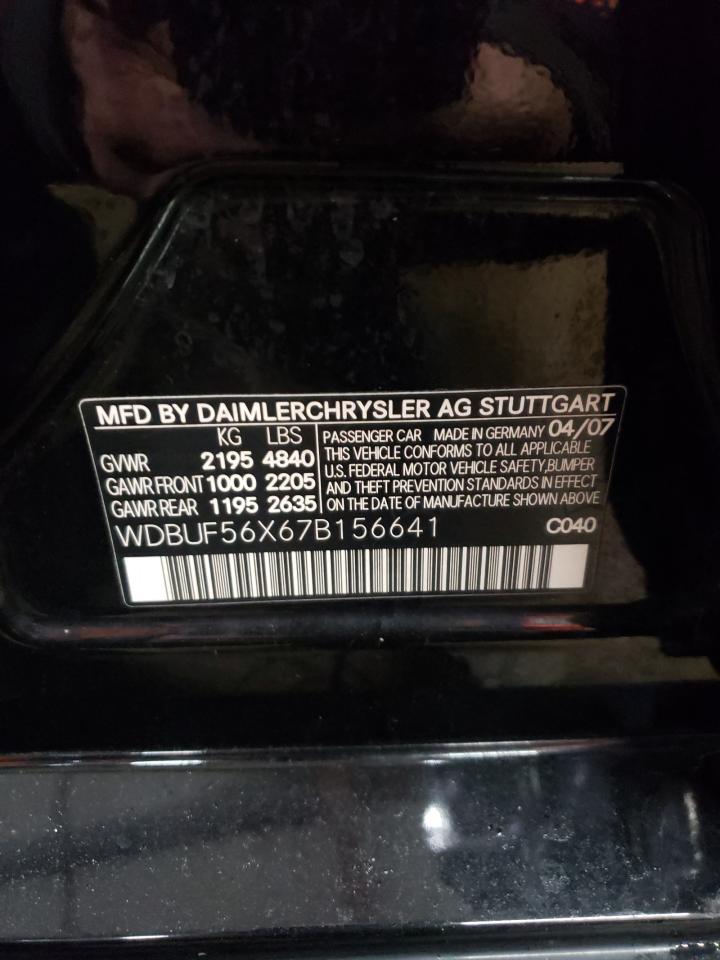 MFD BY DAIMLERCHRYSLER AG STUTTGART
KG LBS
GVWR 2195 4840
GAWR FRONT 1000 2205
GAWR REAR 1195 2635
PASSENGER CAR MADE IN GERMANY 04/07
THIS VEHICLE CONFORMS TO ALL APPLICABLE
U.S. FEDERAL MOTOR VEHICLE SAFETY, BUMPER
AND THEFT PREVENTION STANDARDS IN EFFECT
ON THE DATE OF MANUFACTURE SHOWN ABOVE
WDBUF56X67B156641 C040